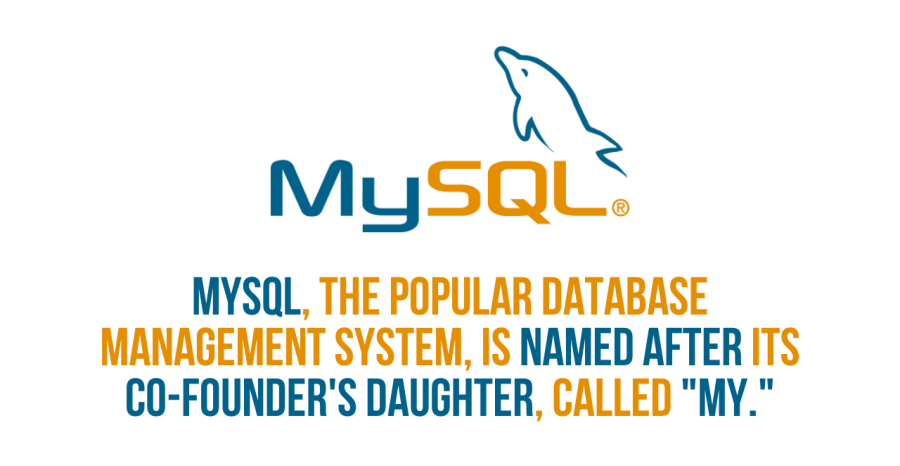 MySQL®
MYSQL, THE POPULAR DATABASE
MANAGEMENT SYSTEM, IS NAMED AFTER ITS
CO-FOUNDER'S DAUGHTER, CALLED "MY."